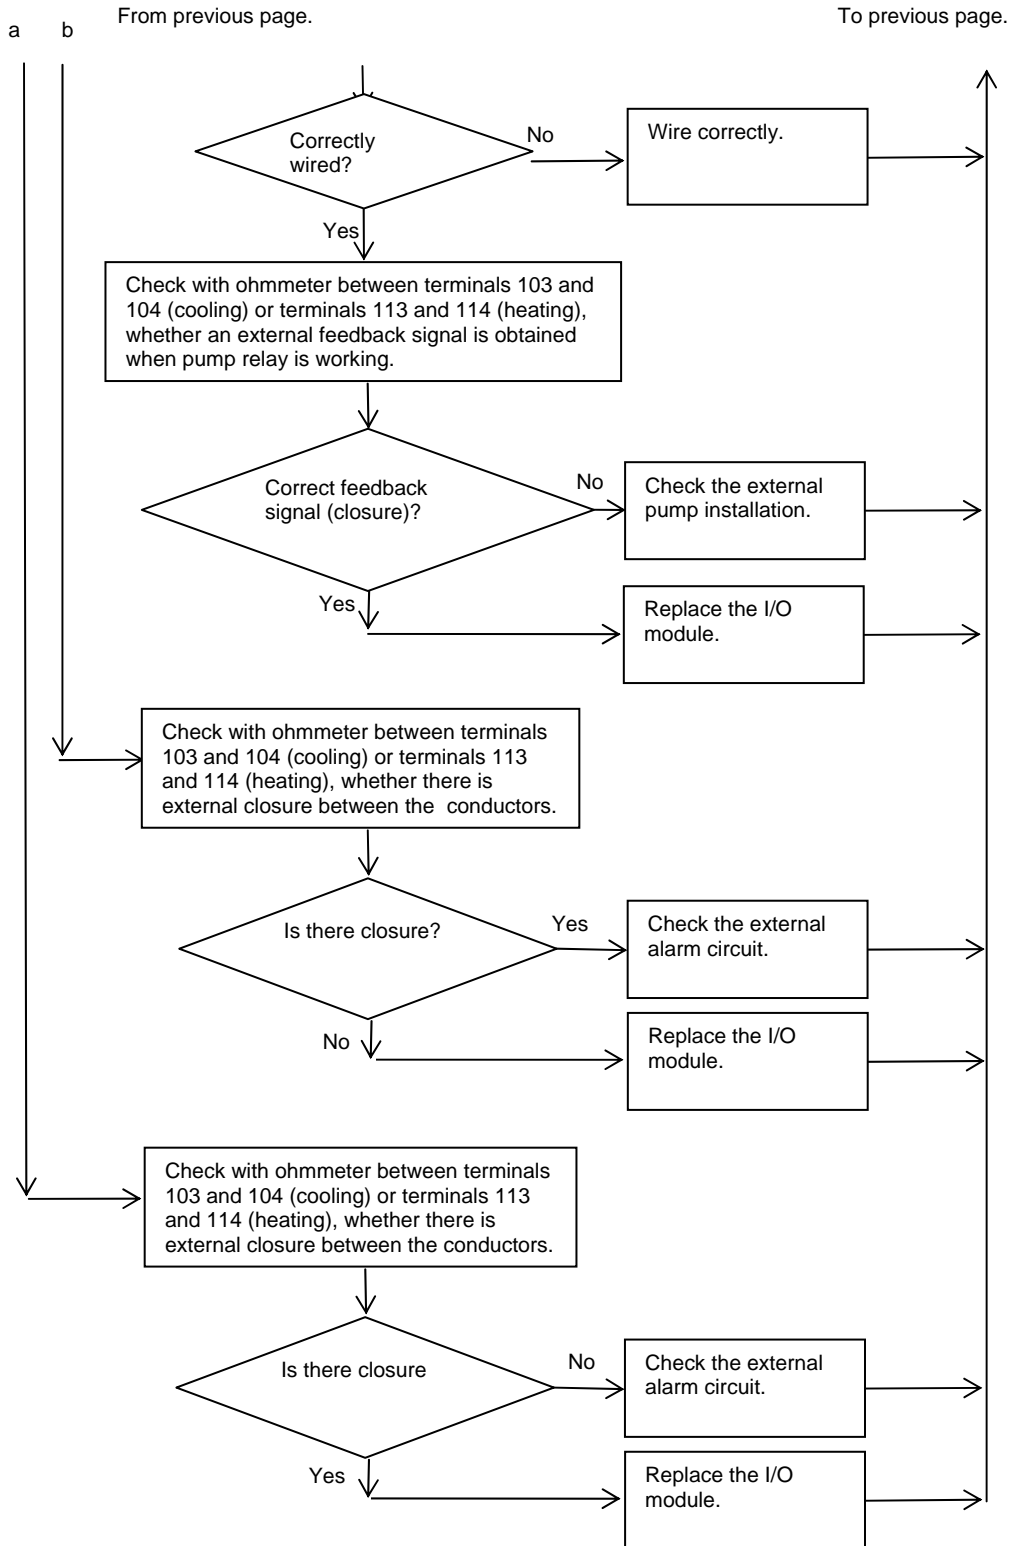 From previous page.
To previous page.
a b
Correctly
wired?
No
Wire correctly.
Yes
Check with ohmmeter between terminals 103 and
104 (cooling) or terminals 113 and 114 (heating),
whether an external feedback signal is obtained
when pump relay is working.
Correct feedback
signal (closure)?
No
Check the external
pump installation.
Yes
Replace the I/O
module.
Check with ohmmeter between terminals
103 and 104 (cooling) or terminals 113
and 114 (heating), whether there is
external closure between the conductors.
Is there closure?
Yes
Check the external
alarm circuit.
No
Replace the I/O
module.
Check with ohmmeter between terminals
103 and 104 (cooling) or terminals 113
and 114 (heating), whether there is
external closure between the conductors.
Is there closure
No
Check the external
alarm circuit.
Yes
Replace the I/O
module.